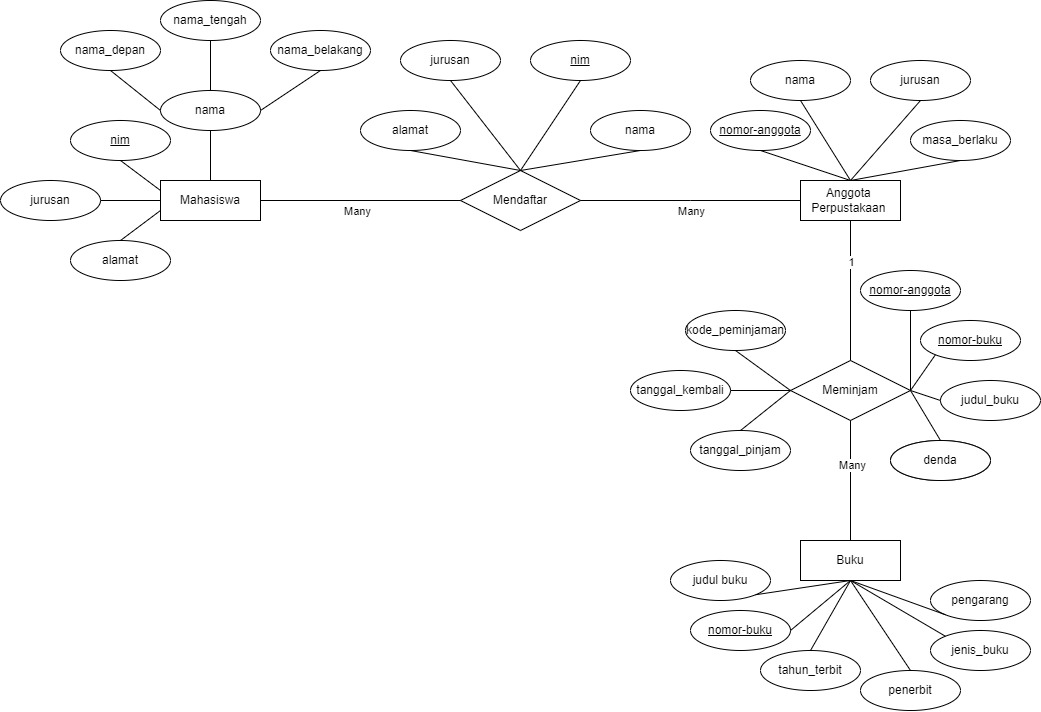 nama_tengah
nama_depan
nama_belakang
nama
nim
jurusan
Mahasiswa
alamat
jurusan
nim
alamat
nama
Mendaftar
Many
Many
nama
jurusan
nomor-anggota
masa_berlaku
Anggota
Perpustakaan
1
nomor-anggota
kode_peminjaman
nomor-buku
tanggal_kembali
Meminjam
judul_buku
tanggal_pinjam
denda
Many
Buku
judul buku
pengarang
nomor-buku
jenis_buku
tahun_terbit
penerbit